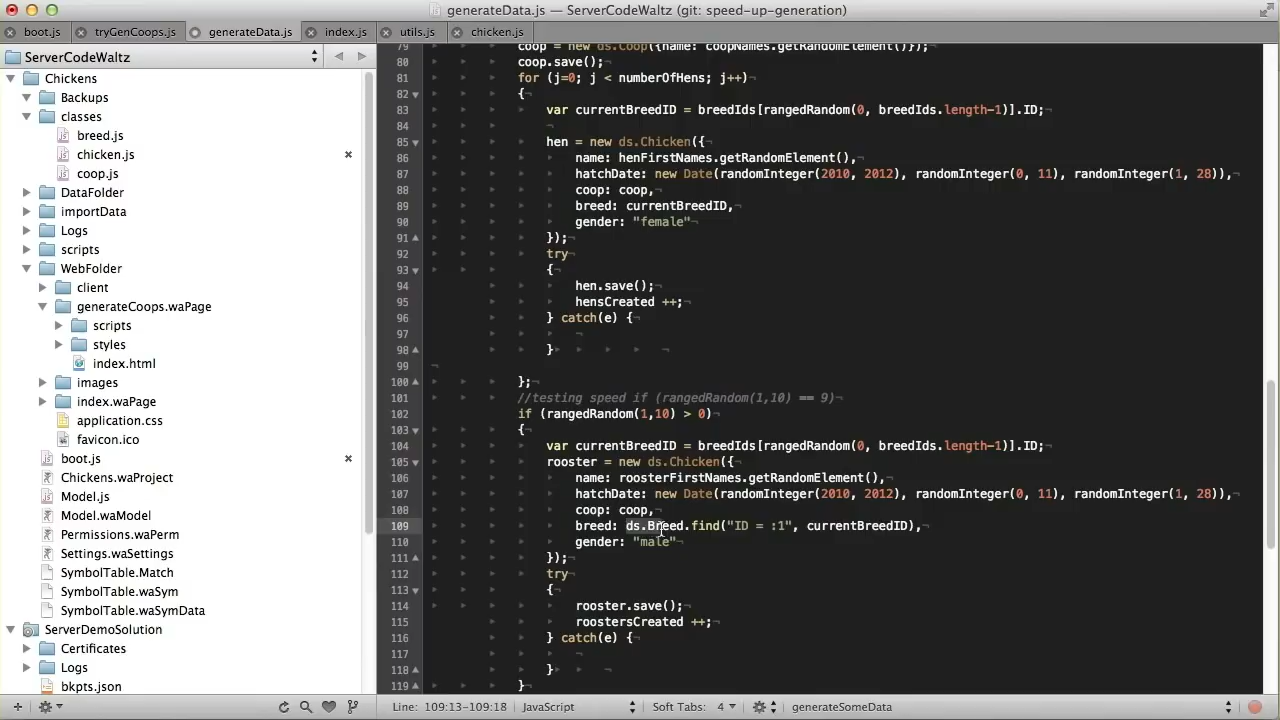 generateData.js — ServerCodeWaltz (git: speed-up-generation)
boot.js tryGenCoops.js generateData.js index.js utils.js chicken.js
ServerCodeWaltz
Chickens
Backups
classes
breed.js
chicken.js
coop.js
DataFolder
importData
Logs
scripts
WebFolder
client
generateCoops.waPage
scripts
styles
index.html
images
index.waPage
application.css
favicon.ico
boot.js
Chickens.waProject
Model.js
Model.waModel
Permissions.waPerm
Settings.waSettings
SymbolTable.Match
SymbolTable.waSym
SymbolTable.waSymData
ServerDemoSolution
Certificates
Logs
bkpts.json
79 coop = new ds.Coop({name: coopNames.getRandomElement()});
80 coop.save();
81 for (j=0; j < numberOfHens; j++)
82 {
83 var currentBreedID = breedIds[rangedRandom(0, breedIds.length-1)].ID;
84
85 hen = new ds.Chicken({
86 name: henFirstNames.getRandomElement(),
87 hatchDate: new Date(randomInteger(2010, 2012), randomInteger(0, 11), randomInteger(1, 28)),
88 coop: coop,
89 breed: currentBreedID,
90 gender: "female"
91 });
92 try
93 {
94 hen.save();
95 hensCreated ++;
96 } catch(e) {
97
98 }
99
100 };
101 //testing speed if (rangedRandom(1,10) == 9)
102 if (rangedRandom(1,10) > 0)
103 {
104 var currentBreedID = breedIds[rangedRandom(0, breedIds.length-1)].ID;
105 rooster = new ds.Chicken({
106 name: roosterFirstNames.getRandomElement(),
107 hatchDate: new Date(randomInteger(2010, 2012), randomInteger(0, 11), randomInteger(1, 28)),
108 coop: coop,
109 breed: ds.Breed.find("ID = :1", currentBreedID),
110 gender: "male"
111 });
112 try
113 {
114 rooster.save();
115 roostersCreated ++;
116 } catch(e) {
117
118 }
119 }
Line: 109:13–109:18 JavaScript Soft Tabs: 4 generateSomeData